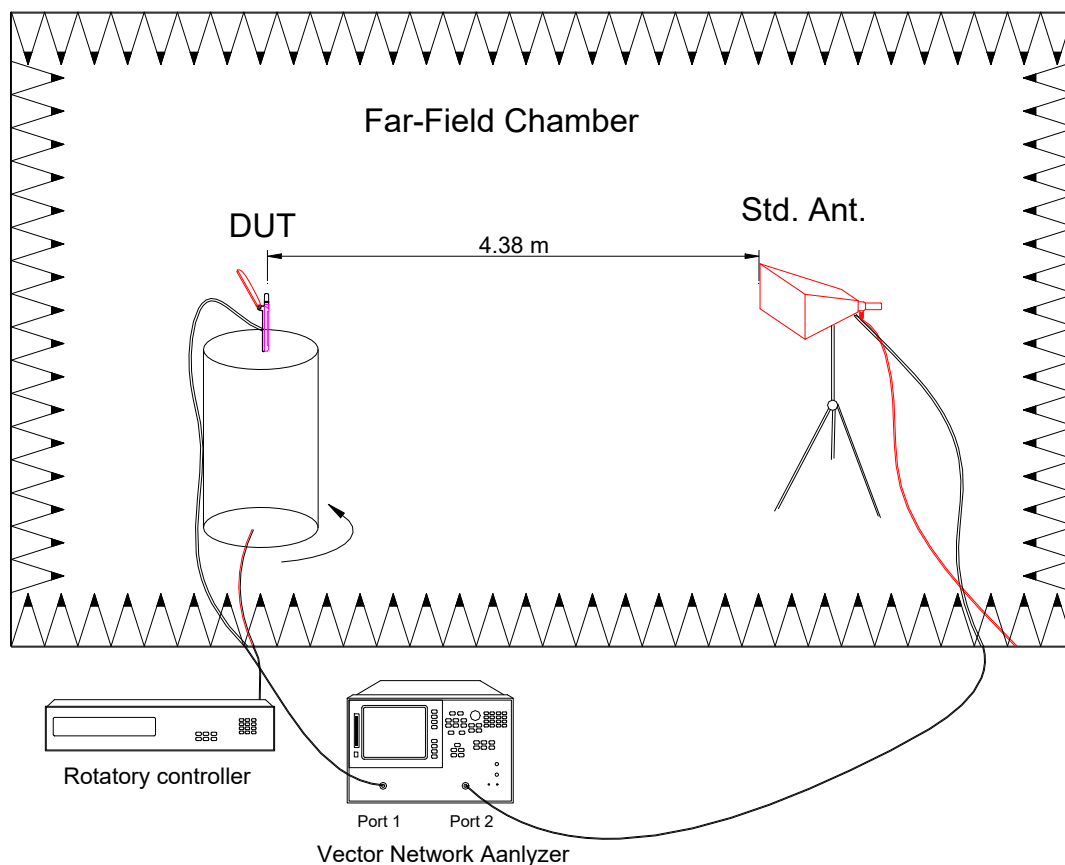 Far-Field Chamber
DUT
Std. Ant.
4.38 m
Rotatory controller
Port 1
Port 2
Vector Network Aanlyzer